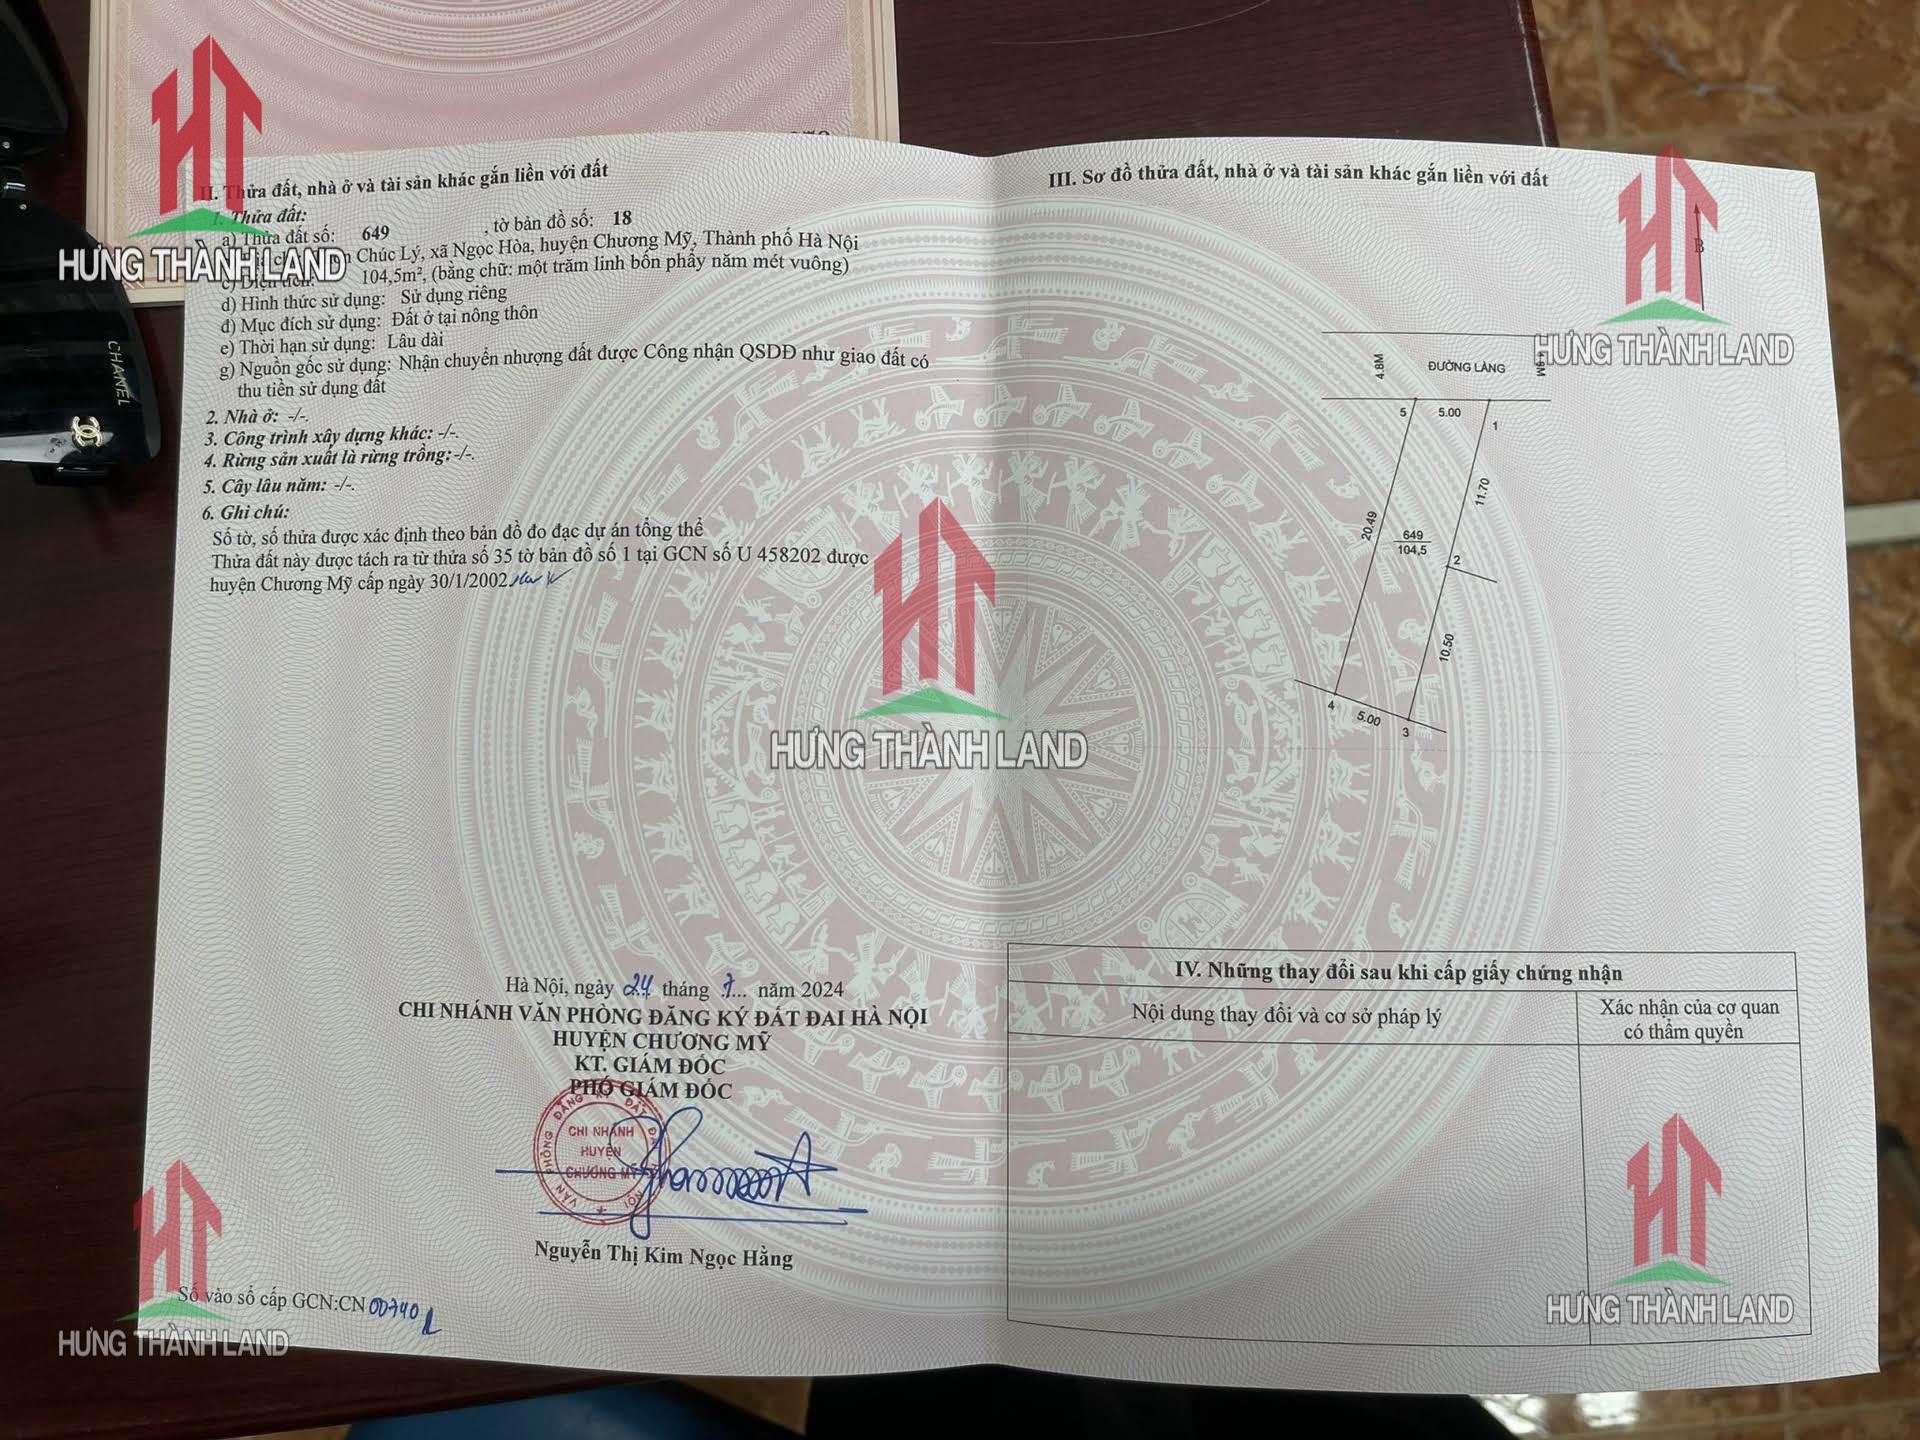 II. Thửa đất, nhà ở và tài sản khác gắn liền với đất
1. Thửa đất:
a) Thửa đất số: 649 , tờ bản đồ số: 18
Chúc Lý, xã Ngọc Hòa, huyện Chương Mỹ, Thành phố Hà Nội
c) Diện tích: 104,5m², (bằng chữ: một trăm linh bốn phẩy năm mét vuông)
d) Hình thức sử dụng: Sử dụng riêng
đ) Mục đích sử dụng: Đất ở tại nông thôn
e) Thời hạn sử dụng: Lâu dài
g) Nguồn gốc sử dụng: Nhận chuyển nhượng đất được Công nhận QSDĐ như giao đất có
thu tiền sử dụng đất
2. Nhà ở: -/-.
3. Công trình xây dựng khác: -/-.
4. Rừng sản xuất là rừng trồng: -/-.
5. Cây lâu năm: -/-.
6. Ghi chú:
Số tờ, số thửa được xác định theo bản đồ đo đạc dự án tổng thể
Thửa đất này được tách ra từ thửa số 35 tờ bản đồ số 1 tại GCN số U 458202 được
huyện Chương Mỹ cấp ngày 30/1/2002
Hà Nội, ngày 24 tháng 7... năm 2024
CHI NHÁNH VĂN PHÒNG ĐĂNG KÝ ĐẤT ĐAI HÀ NỘI
HUYỆN CHƯƠNG MỸ
KT. GIÁM ĐỐC
PHÓ GIÁM ĐỐC
VĂN PHÒNG ĐĂNG KÝ ĐẤT ĐAI HÀ NỘI
CHI NHÁNH
HUYỆN
CHƯƠNG MỸ
Nguyễn Thị Kim Ngọc Hằng
Số vào sổ cấp GCN:CN 00740
III. Sơ đồ thửa đất, nhà ở và tài sản khác gắn liền với đất
B
4.8M
ĐƯỜNG LÀNG
5
5.00
1
11.70
20.49
649
104,5
2
10.50
4
5.00
3
IV. Những thay đổi sau khi cấp giấy chứng nhận
Nội dung thay đổi và cơ sở pháp lý
Xác nhận của cơ quan
có thẩm quyền
CHANEL
HƯNG THÀNH LAND
HƯNG THÀNH LAND
HƯNG THÀNH LAND
HƯNG THÀNH LAND
HƯNG THÀNH LAND